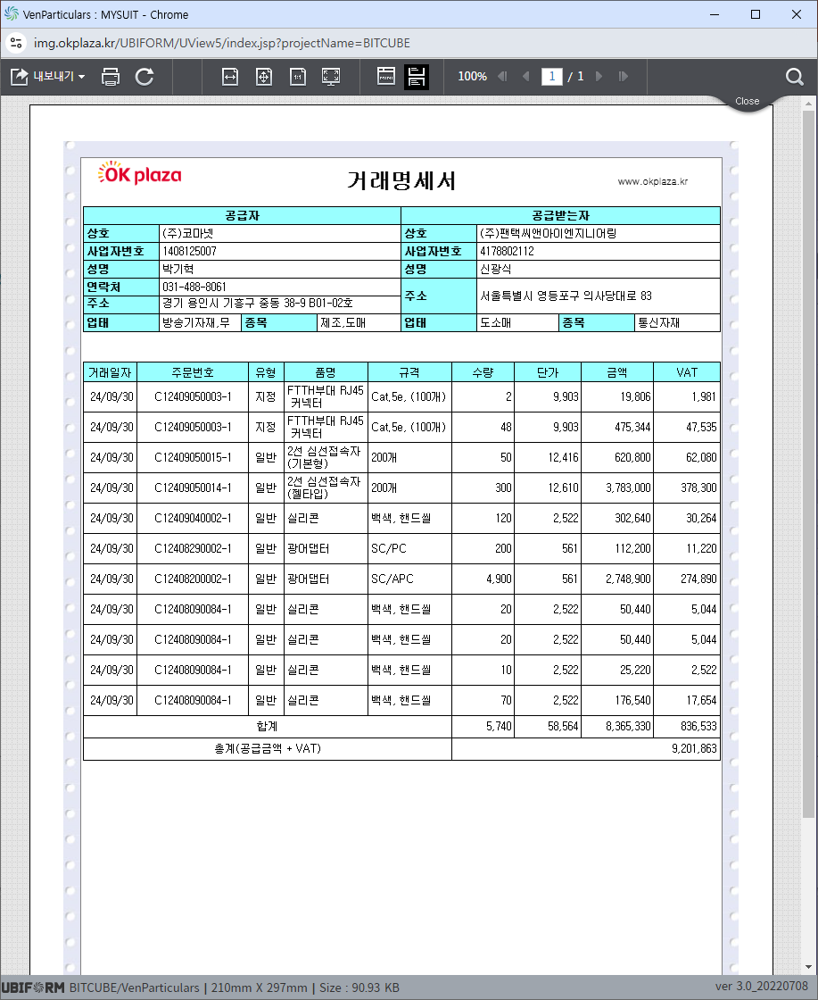 VenParticulars : MYSUIT - Chrome
img.okplaza.kr/UBIFORM/UView5/index.jsp?projectName=BITCUBE
내보내기 1:1 MINI 100% 1 / 1
Close
OK plaza 거래명세서 www.okplaza.kr
공급자 공급받는자
상호 (주)코마넷 상호 (주)팬택씨앤아이엔지니어링
사업자번호 1408125007 사업자번호 4178802112
성명 박기혁 성명 신광식
연락처 031-488-8061 주소 서울특별시 영등포구 의사당대로 83
주소 경기 용인시 기흥구 중동 38-9 B01-02호
업태 방송기자재,무 종목 제조,도매 업태 도소매 종목 통신자재
거래일자 주문번호 유형 품명 규격 수량 단가 금액 VAT
24/09/30 C12409050003-1 지정 FTTH부대 RJ45 커넥터 Cat.5e, (100개) 2 9,903 19,806 1,981
24/09/30 C12409050003-1 지정 FTTH부대 RJ45 커넥터 Cat.5e, (100개) 48 9,903 475,344 47,535
24/09/30 C12409050015-1 일반 2선 심선접속자 (기본형) 200개 50 12,416 620,800 62,080
24/09/30 C12409050014-1 일반 2선 심선접속자 (젤타입) 200개 300 12,610 3,783,000 378,300
24/09/30 C12409040002-1 일반 실리콘 백색, 핸드씰 120 2,522 302,640 30,264
24/09/30 C12408290002-1 일반 광어댑터 SC/PC 200 561 112,200 11,220
24/09/30 C12408200002-1 일반 광어댑터 SC/APC 4,900 561 2,748,900 274,890
24/09/30 C12408090084-1 일반 실리콘 백색, 핸드씰 20 2,522 50,440 5,044
24/09/30 C12408090084-1 일반 실리콘 백색, 핸드씰 20 2,522 50,440 5,044
24/09/30 C12408090084-1 일반 실리콘 백색, 핸드씰 10 2,522 25,220 2,522
24/09/30 C12408090084-1 일반 실리콘 백색, 핸드씰 70 2,522 176,540 17,654
합계 5,740 58,564 8,365,330 836,533
총계(공급금액 + VAT) 9,201,863
UBIFORM BITCUBE/VenParticulars | 210mm X 297mm | Size : 90.93 KB ver 3.0_20220708